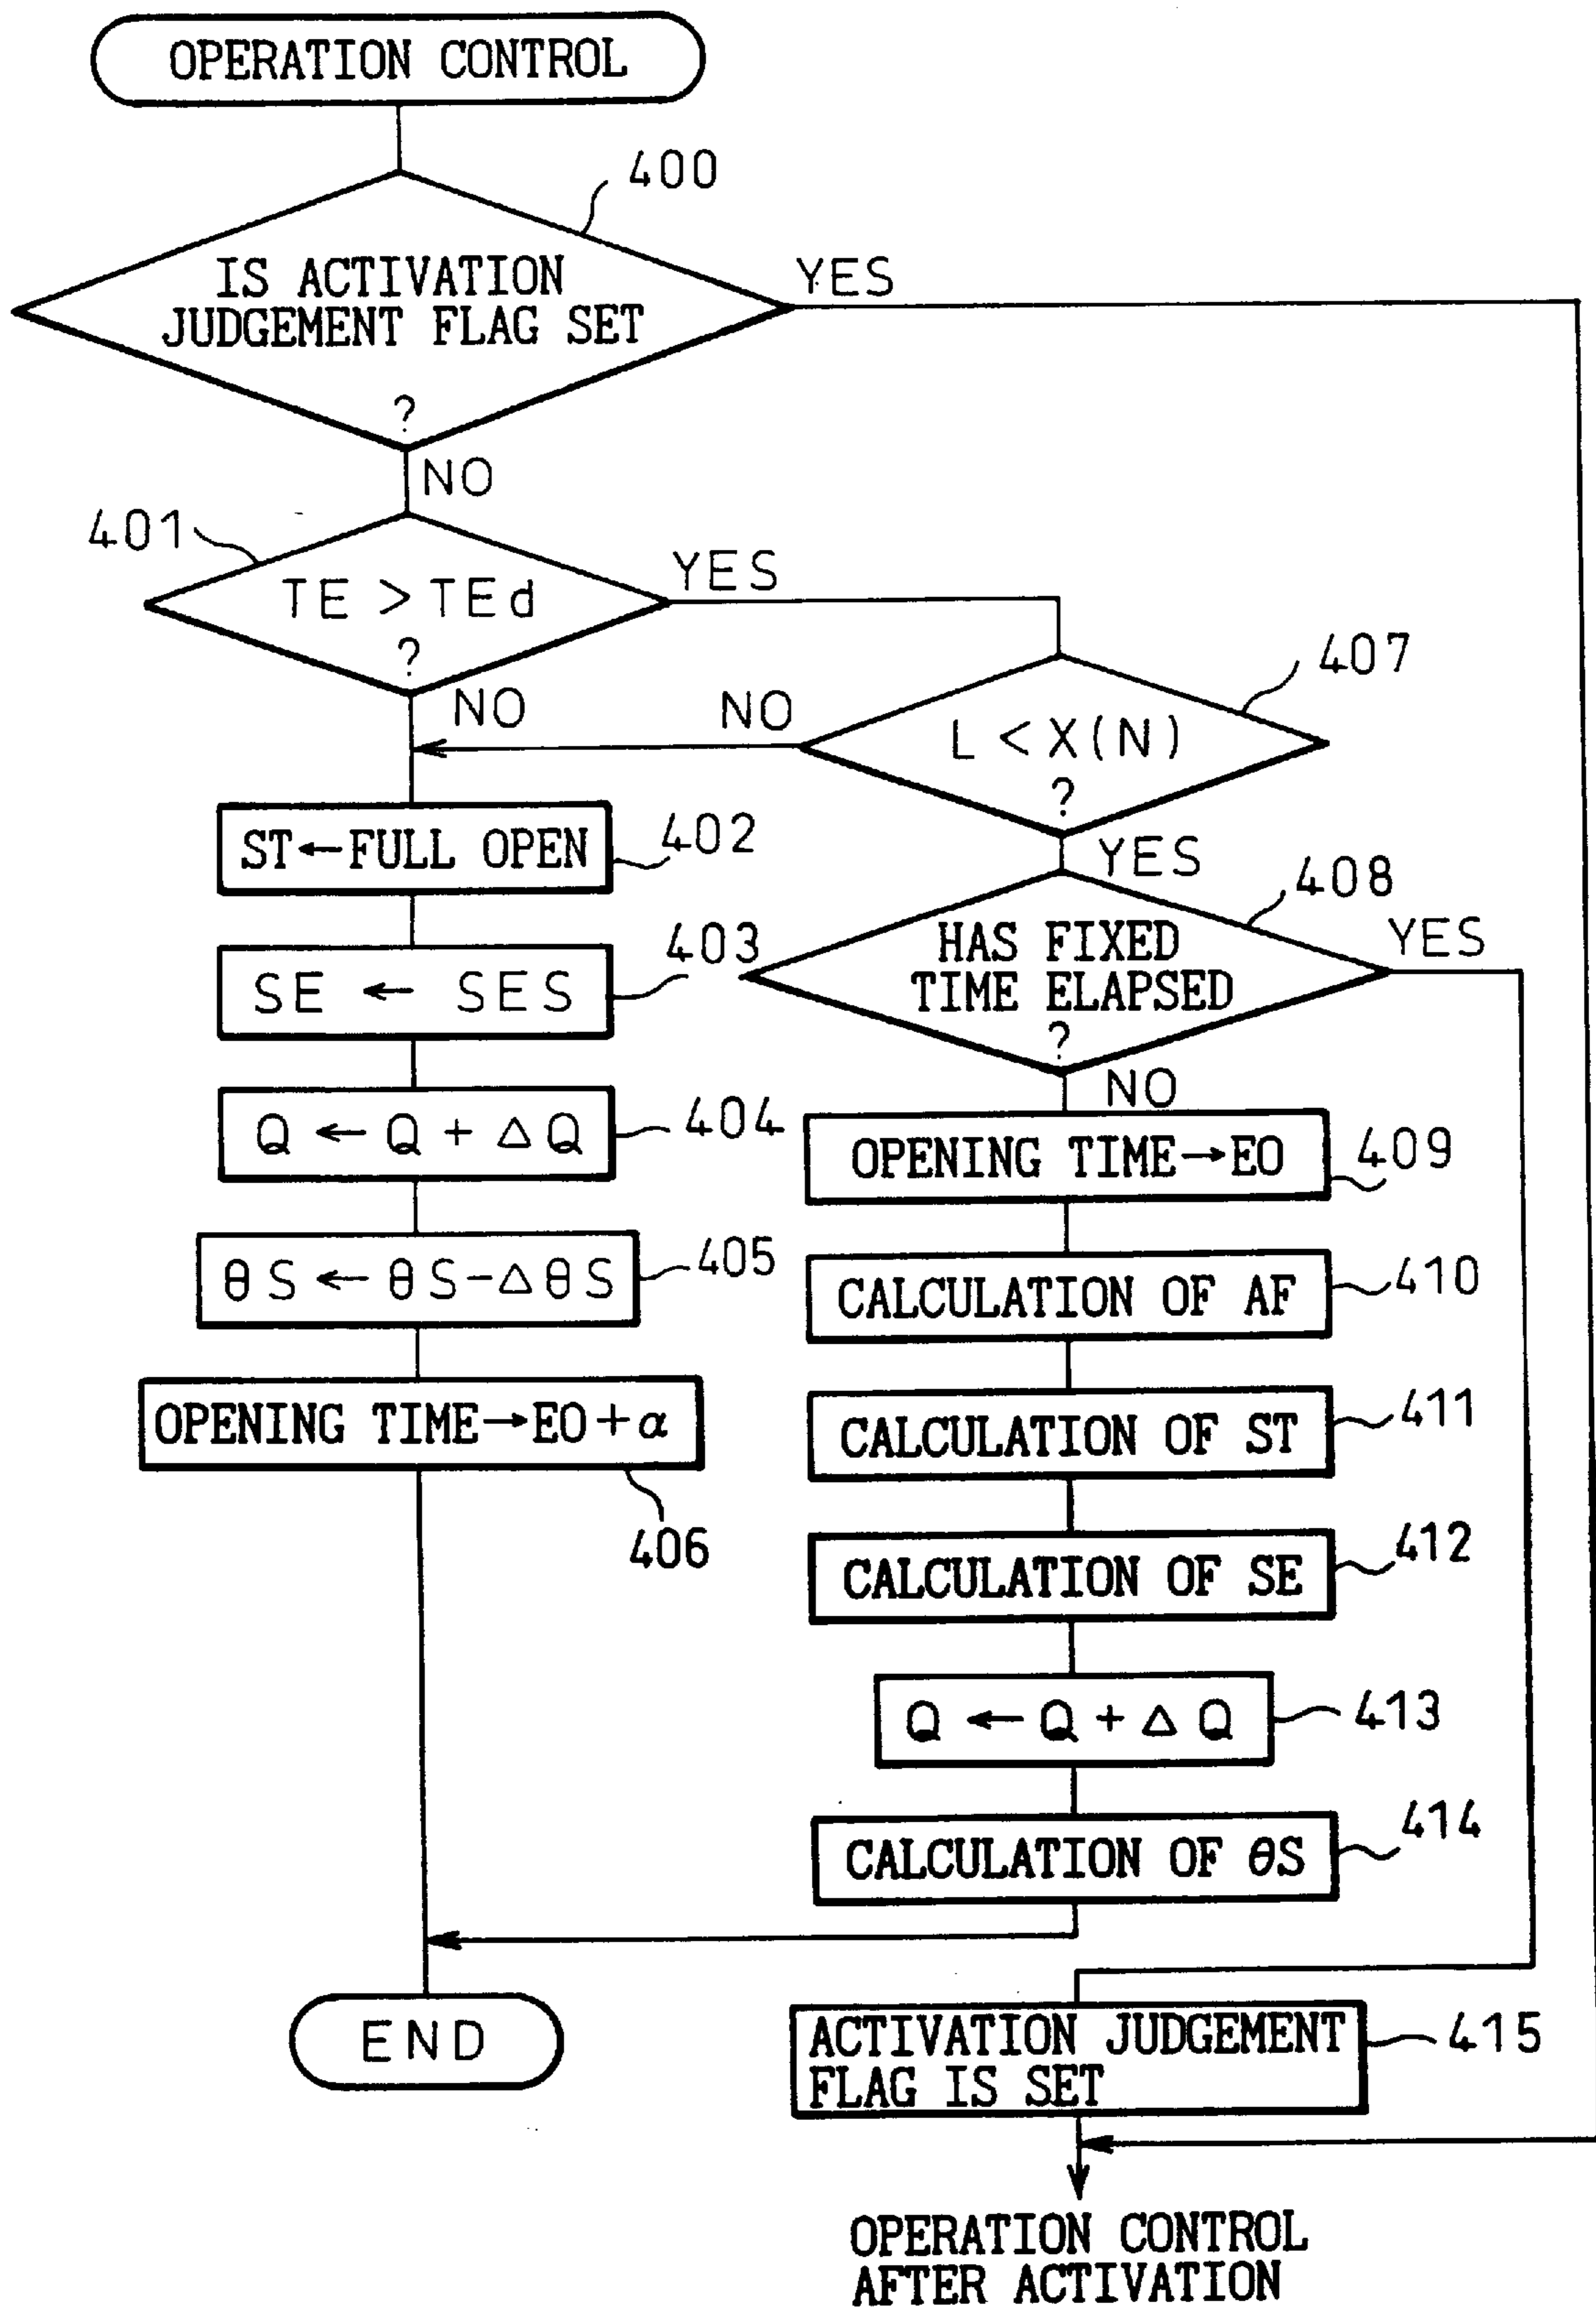 OPERATION CONTROL
400
IS ACTIVATION
JUDGEMENT FLAG SET
?
YES
NO
401
TE > TEd
?
YES
NO
407
L < X(N)
?
NO
YES
ST←FULL OPEN
402
408
HAS FIXED
TIME ELAPSED
?
YES
NO
SE ← SES
403
Q ← Q + ΔQ
404
OPENING TIME→EO
409
θS ← θS-ΔθS
405
CALCULATION OF AF
410
OPENING TIME→EO+α
406
CALCULATION OF ST
411
CALCULATION OF SE
412
Q ← Q + ΔQ
413
CALCULATION OF θS
414
END
ACTIVATION JUDGEMENT
FLAG IS SET
415
OPERATION CONTROL
AFTER ACTIVATION